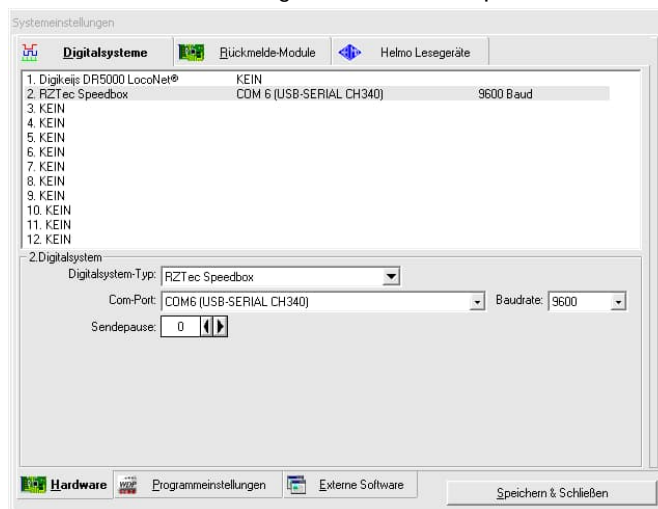 Systemeinstellungen
Digitalsysteme Rückmelde-Module Helmo Lesegeräte
1. Digikeijs DR5000 LocoNet® KEIN
2. RZTec Speedbox COM 6 (USB-SERIAL CH340) 9600 Baud
3. KEIN
4. KEIN
5. KEIN
6. KEIN
7. KEIN
8. KEIN
9. KEIN
10. KEIN
11. KEIN
12. KEIN
2.Digitalsystem
Digitalsystem-Typ: RZTec Speedbox
Com-Port: COM6 (USB-SERIAL CH340) Baudrate: 9600
Sendepause: 0
Hardware WDP Programmeinstellungen Externe Software Speichern & Schließen